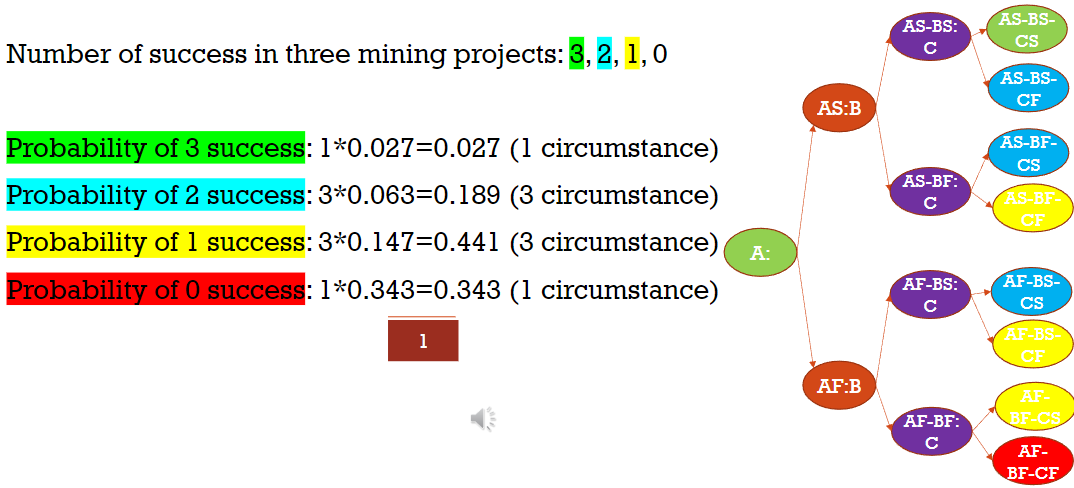 Number of success in three mining projects: 3, 2, 1, 0
Probability of 3 success: 1*0.027=0.027 (1 circumstance)
Probability of 2 success: 3*0.063=0.189 (3 circumstance)
Probability of 1 success: 3*0.147=0.441 (3 circumstance)
Probability of 0 success: 1*0.343=0.343 (1 circumstance)
1
A:
AS:B
AF:B
AS-BS:
C
AS-BF:
C
AF-BS:
C
AF-BF:
C
AS-BS-
CS
AS-BS-
CF
AS-BF-
CS
AS-BF-
CF
AF-BS-
CS
AF-BS-
CF
AF-
BF-CS
AF-
BF-CF